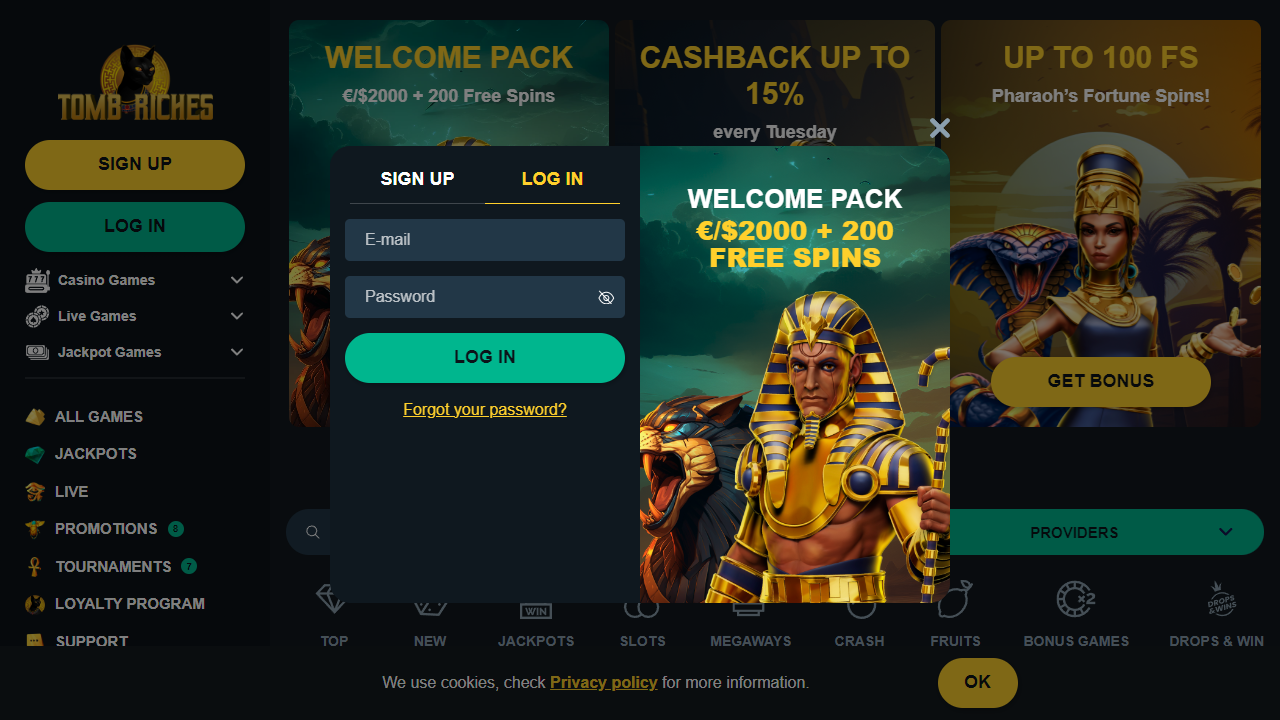 TOMB RICHES
SIGN UP
LOG IN
Casino Games
Live Games
Jackpot Games
ALL GAMES
JACKPOTS
LIVE
PROMOTIONS 8
TOURNAMENTS 7
LOYALTY PROGRAM
SUPPORT
WELCOME PACK
€/$2000 + 200 Free Spins
CASHBACK UP TO
15%
every Tuesday
UP TO 100 FS
Pharaoh’s Fortune Spins!
GET BONUS
SIGN UP
LOG IN
E-mail
Password
LOG IN
Forgot your password?
WELCOME PACK
€/$2000 + 200
FREE SPINS
PROVIDERS
TOP
NEW
WIN
JACKPOTS
SLOTS
MEGAWAYS
CRASH
FRUITS
X2
BONUS GAMES
DROPS
&WINS
DROPS & WIN
We use cookies, check Privacy policy for more information.
OK